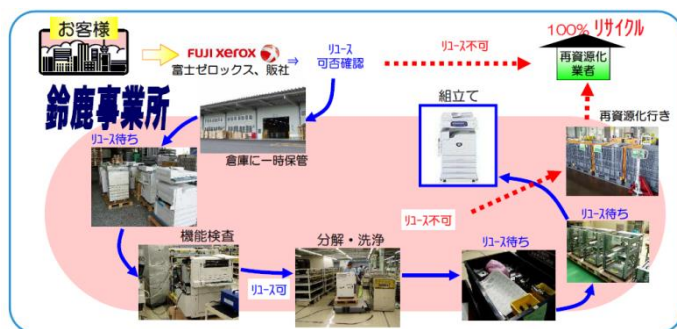 お客様
FUJI xerox
富士ゼロックス、販社
⇒
リユース
可否確認
リユース不可
100% リサイクル
再資源化
業者
鈴鹿事業所
倉庫に一時保管
リユース待ち
組立て
再資源化行き
リユース不可
リユース待ち
機能検査
リユース可
分解・洗浄
リユース待ち